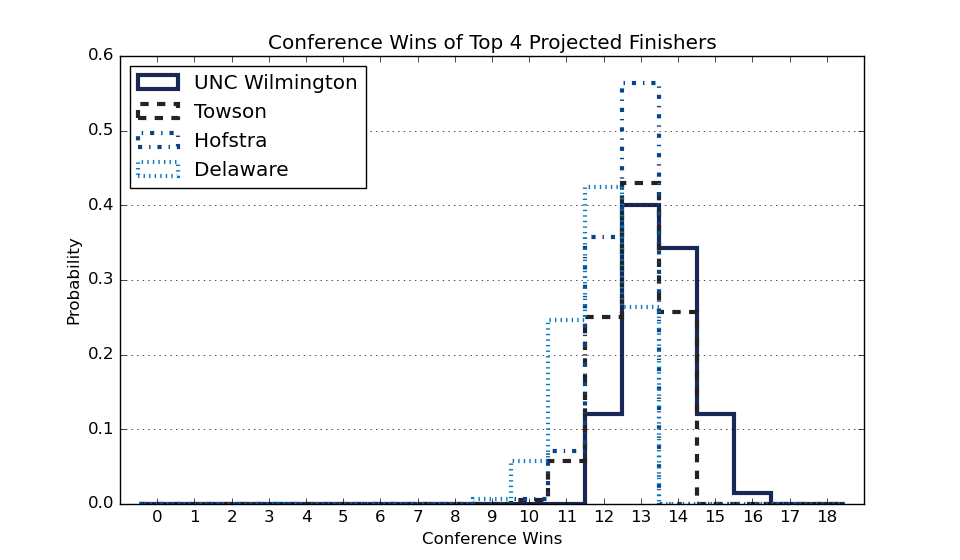 Conference Wins of Top 4 Projected Finishers
UNC Wilmington
Towson
Hofstra
Delaware
0.6
0.5
0.4
0.3
0.2
0.1
0.0
Probability
0 1 2 3 4 5 6 7 8 9 10 11 12 13 14 15 16 17 18
Conference Wins